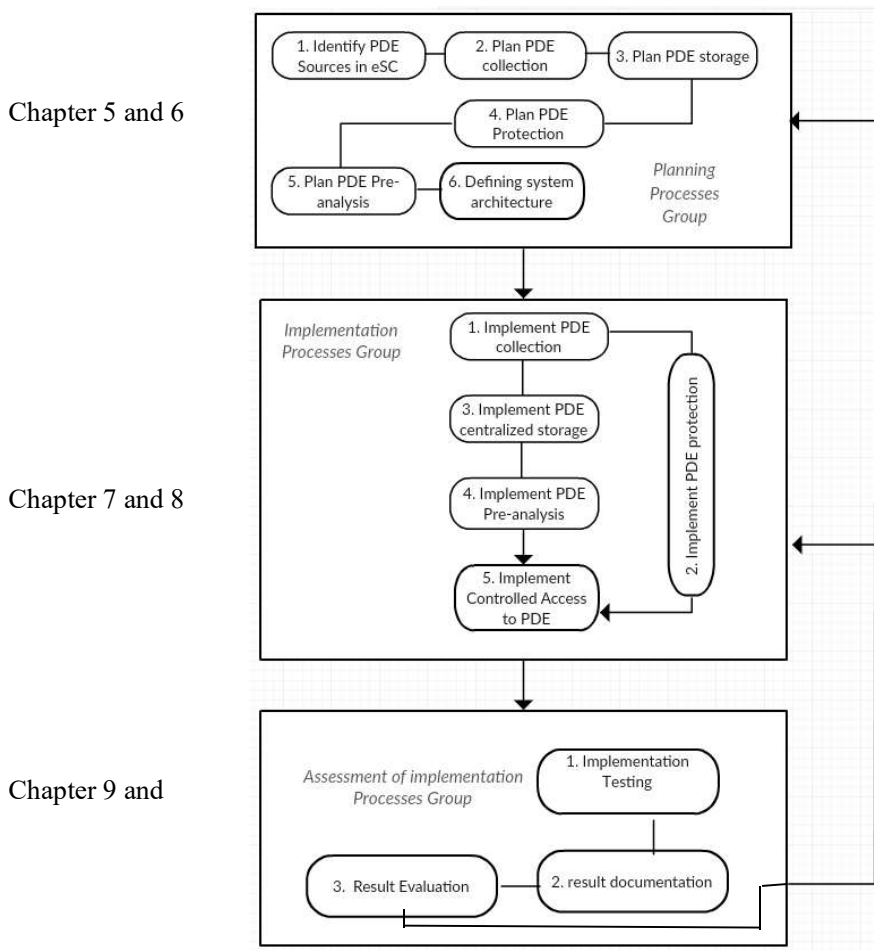 Chapter 5 and 6
1. Identify PDE
Sources in eSC
2. Plan PDE
collection
3. Plan PDE storage
4. Plan PDE
Protection
5. Plan PDE Pre-
analysis
6. Defining system
architecture
Planning
Processes
Group
Chapter 7 and 8
Implementation
Processes Group
1. Implement PDE
collection
2. Implement PDE protection
3. Implement PDE
centralized storage
4. Implement PDE
Pre-analysis
5. Implement
Controlled Access
to PDE
Chapter 9 and
Assessment of implementation
Processes Group
1. Implementation
Testing
2. result documentation
3. Result Evaluation